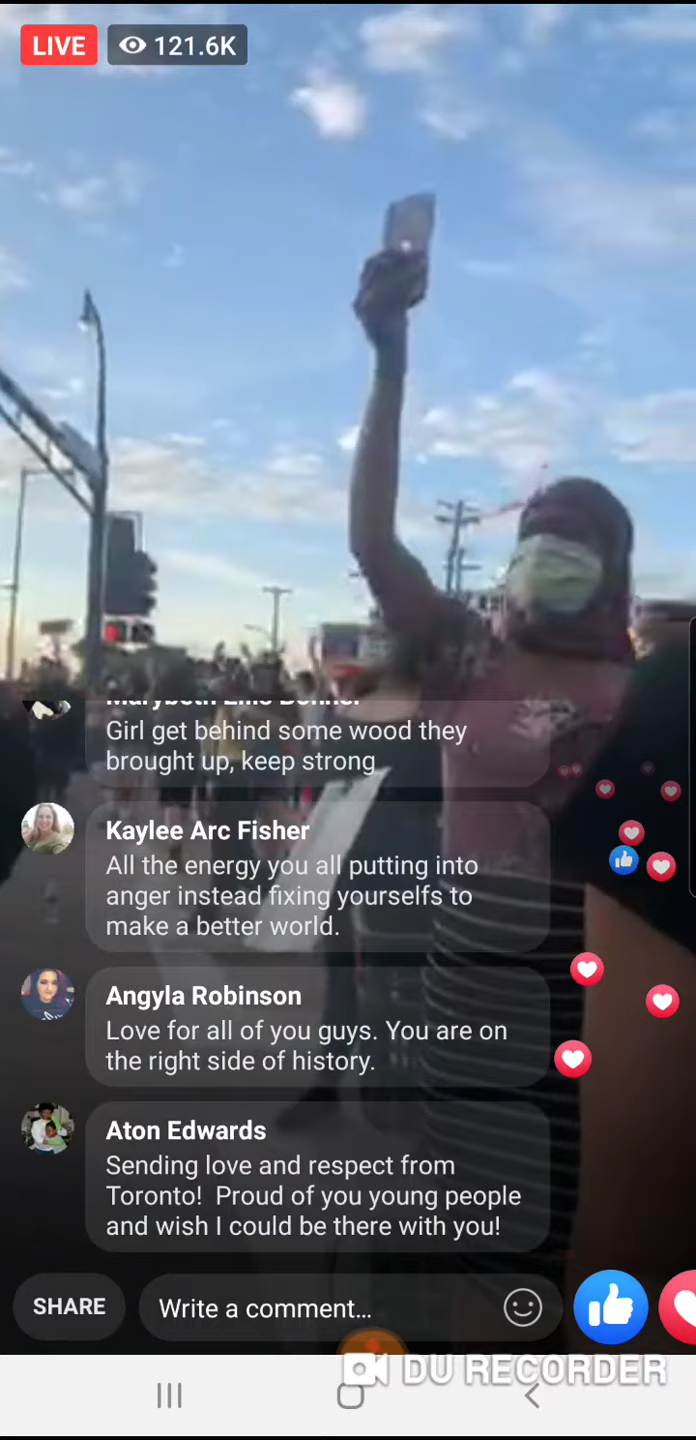 LIVE
121.6K
Girl get behind some wood they
brought up, keep strong
Kaylee Arc Fisher
All the energy you all putting into
anger instead fixing yourselfs to
make a better world.
Angyla Robinson
Love for all of you guys. You are on
the right side of history.
Aton Edwards
Sending love and respect from
Toronto!  Proud of you young people
and wish I could be there with you!
SHARE
Write a comment...
DU RECORDER